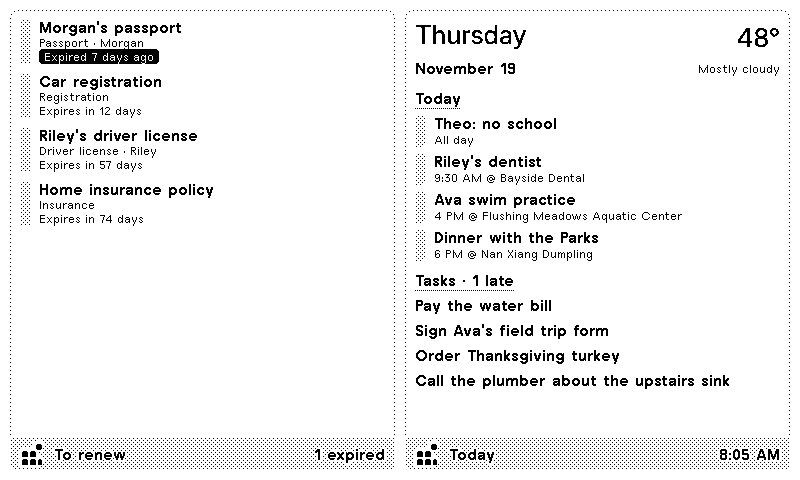 Morgan's passport
Passport · Morgan
Expired 7 days ago
Car registration
Registration
Expires in 12 days
Riley's driver license
Driver license · Riley
Expires in 57 days
Home insurance policy
Insurance
Expires in 74 days
To renew
1 expired
Thursday
48°
November 19
Mostly cloudy
Today
Theo: no school
All day
Riley's dentist
9:30 AM @ Bayside Dental
Ava swim practice
4 PM @ Flushing Meadows Aquatic Center
Dinner with the Parks
6 PM @ Nan Xiang Dumpling
Tasks · 1 late
Pay the water bill
Sign Ava's field trip form
Order Thanksgiving turkey
Call the plumber about the upstairs sink
Today
8:05 AM